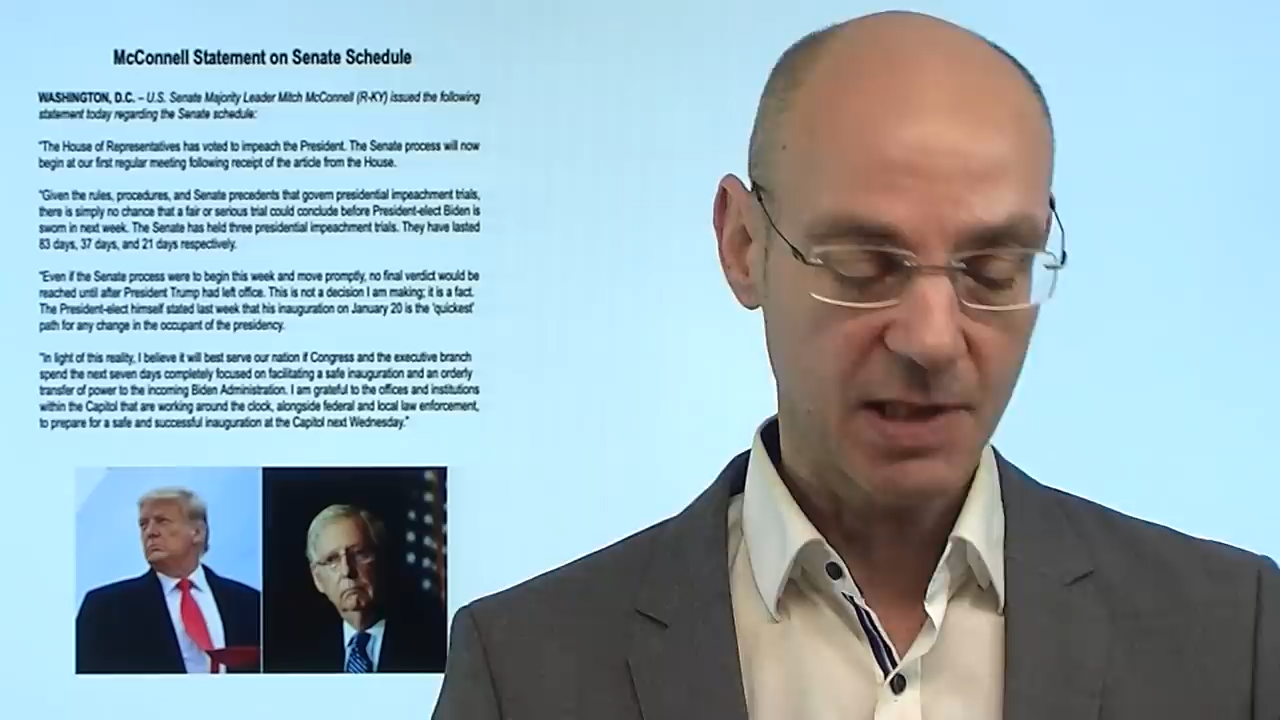 McConnell Statement on Senate Schedule
WASHINGTON, D.C. – U.S. Senate Majority Leader Mitch McConnell (R-KY) issued the following
statement today regarding the Senate schedule:
"The House of Representatives has voted to impeach the President. The Senate process will now
begin at our first regular meeting following receipt of the article from the House.
"Given the rules, procedures, and Senate precedents that govern presidential impeachment trials,
there is simply no chance that a fair or serious trial could conclude before President-elect Biden is
sworn in next week. The Senate has held three presidential impeachment trials. They have lasted
83 days, 37 days, and 21 days respectively.
"Even if the Senate process were to begin this week and move promptly, no final verdict would be
reached until after President Trump had left office. This is not a decision I am making; it is a fact.
The President-elect himself stated last week that his inauguration on January 20 is the 'quickest'
path for any change in the occupant of the presidency.
"In light of this reality, I believe it will best serve our nation if Congress and the executive branch
spend the next seven days completely focused on facilitating a safe inauguration and an orderly
transfer of power to the incoming Biden Administration. I am grateful to the offices and institutions
within the Capitol that are working around the clock, alongside federal and local law enforcement,
to prepare for a safe and successful inauguration at the Capitol next Wednesday."